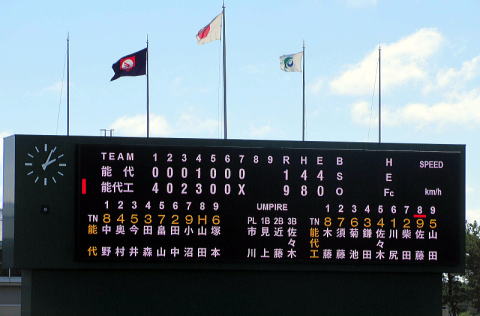 TEAM 1 2 3 4 5 6 7 8 9 R H E B H SPEED
能代 0 0 0 1 0 0 0 1 4 4 S E
能代工 4 0 2 3 0 0 X 9 8 0 O Fc km/h
1 2 3 4 5 6 7 8 9 UMPIRE 1 2 3 4 5 6 7 8 9
TN 8 4 5 3 7 2 9 H 6 PL 1B 2B 3B TN 8 7 6 3 4 1 2 9 5
能代 中野 奥村 今井 田森 畠山 田中 小沼 山田 塚本 市川 見上 近藤 佐々木 能代工 木藤 須藤 菊池 鎌田 佐々木 川尻 柴田 佐藤 山田